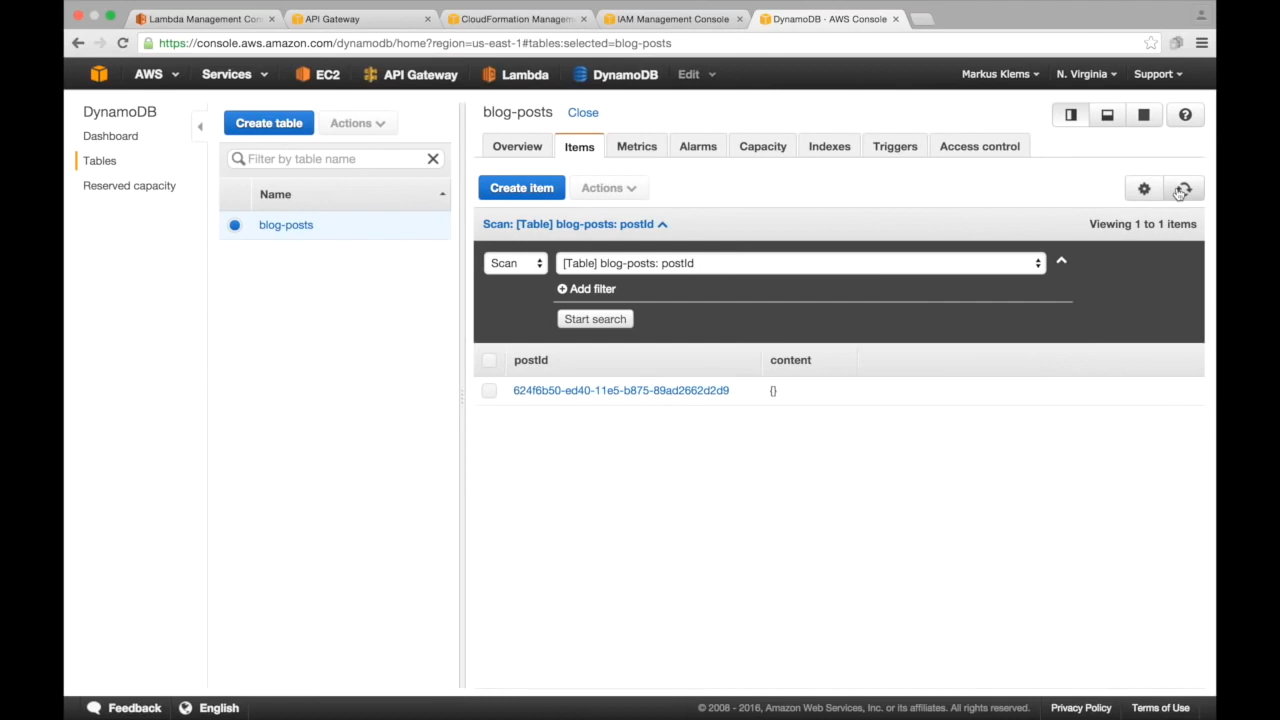 Lambda Management Con
API Gateway
CloudFormation Managem
IAM Management Console
DynamoDB · AWS Console
https://console.aws.amazon.com/dynamodb/home?region=us-east-1#tables:selected=blog-posts
AWS Services EC2 API Gateway Lambda DynamoDB Edit Markus Klems N. Virginia Support
DynamoDB
Dashboard
Tables
Reserved capacity
Create table Actions
Filter by table name
Name
blog-posts
blog-posts Close
Overview Items Metrics Alarms Capacity Indexes Triggers Access control
Create item Actions
Scan: [Table] blog-posts: postId Viewing 1 to 1 items
Scan [Table] blog-posts: postId
Add filter
Start search
postId content
624f6b50-ed40-11e5-b875-89ad2662d2d9 {}
Feedback English © 2008 - 2016, Amazon Web Services, Inc. or its affiliates. All rights reserved. Privacy Policy Terms of Use